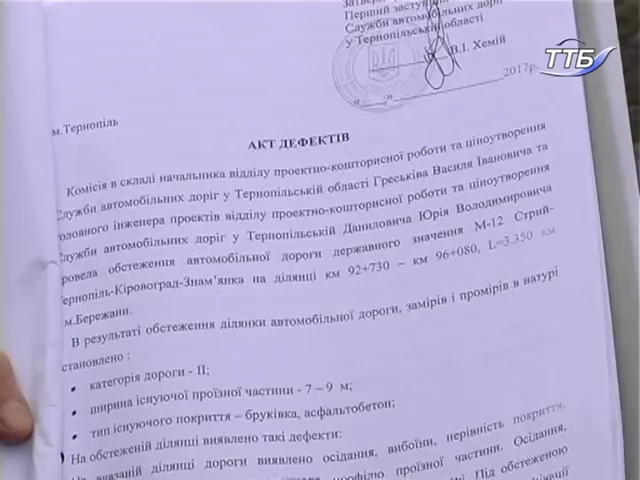 Перший заступник
Служби автомобільних доріг
у Тернопільській області
В.І. Хемій
2017р.
ТТБ
м.Тернопіль
АКТ ДЕФЕКТІВ
Комісія в складі начальника відділу проектно-кошторисної роботи та ціноутворення
Служби автомобільних доріг у Тернопільській області Греськіва Василя Івановича та
головного інженера проектів відділу проектно-кошторисної роботи та ціноутворення
Служби автомобільних доріг у Тернопільській Даниловича Юрія Володимировича
ровела обстеження автомобільної дороги державного значення М-12 Стрий-
ернопіль-Кіровоград-Знам'янка на ділянці км 92+730 – км 96+080, L=3.350 км
м.Бережани.
В результаті обстеження ділянки автомобільної дороги, замірів і промірів в натурі
становлено :
• категорія дороги - ІІ;
• ширина існуючої проїзної частини - 7 – 9 м;
• тип існуючого покриття – бруківка, асфальтобетон;
На обстеженій ділянці виявлено такі дефекти:
На вказаній ділянці дороги виявлено осідання, вибоїни, нерівність покриття,
профілю проїзної частини. Осідання,
Під обстеженою